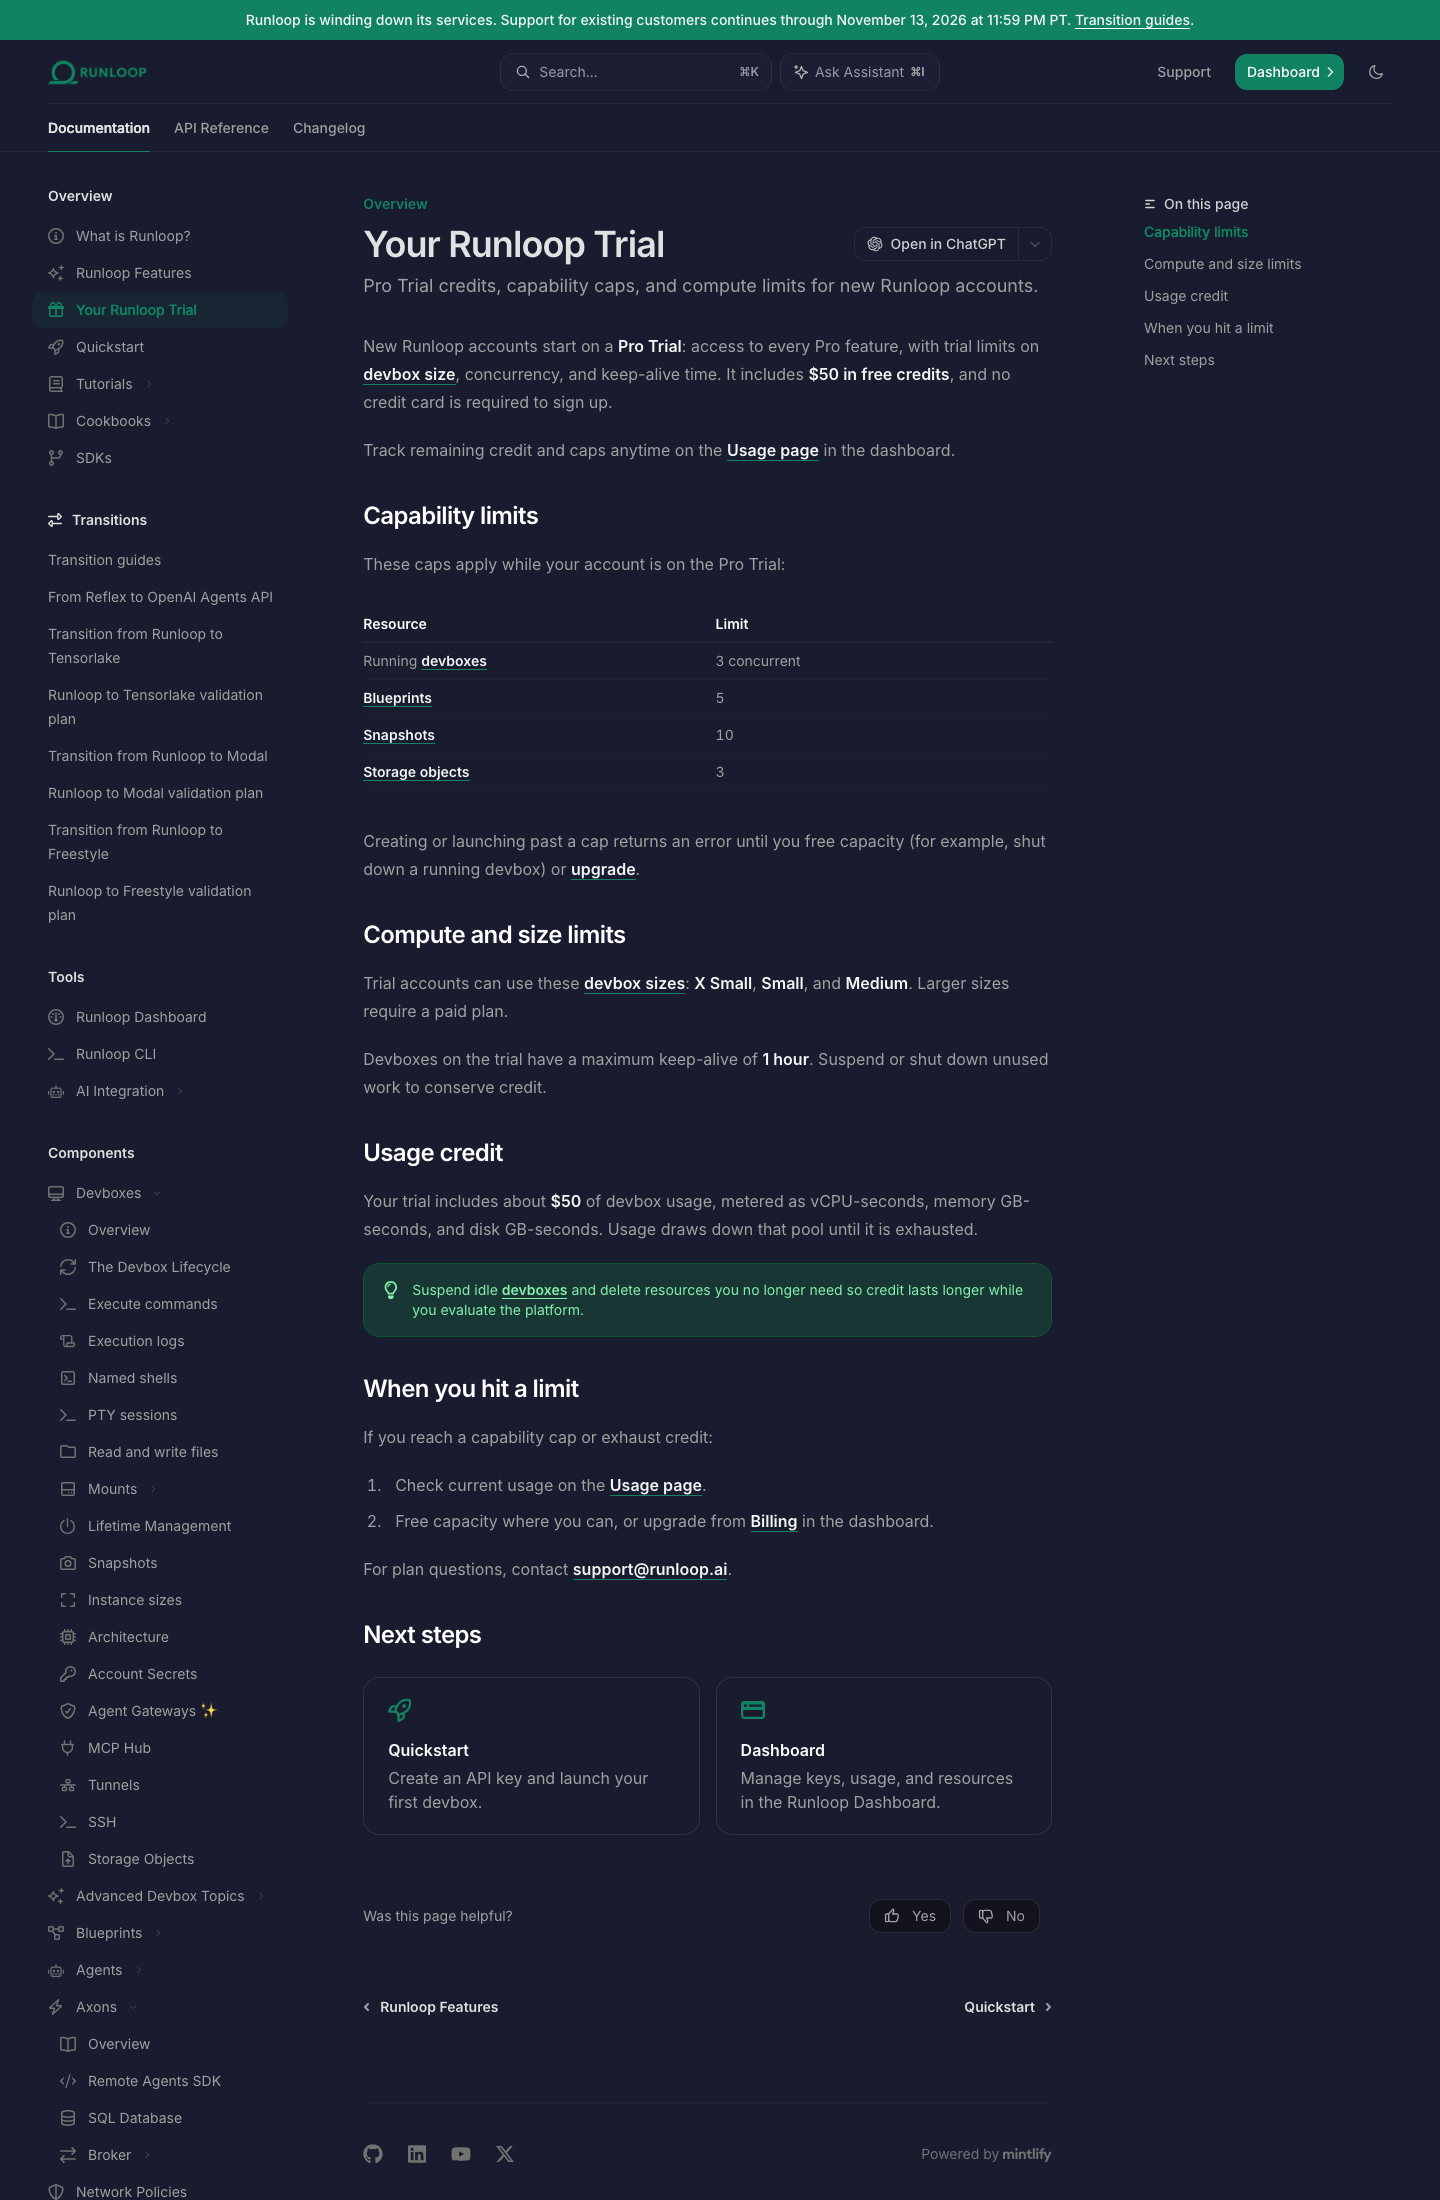 Runloop is winding down its services. Support for existing customers continues through November 13, 2026 at 11:59 PM PT. Transition guides.
RUNLOOP
Search...
⌘K
Ask Assistant ⌘I
Support
Dashboard
Documentation
API Reference
Changelog
Overview
What is Runloop?
Runloop Features
Your Runloop Trial
Quickstart
Tutorials
Cookbooks
SDKs
Transitions
Transition guides
From Reflex to OpenAI Agents API
Transition from Runloop to
Tensorlake
Runloop to Tensorlake validation
plan
Transition from Runloop to Modal
Runloop to Modal validation plan
Transition from Runloop to
Freestyle
Runloop to Freestyle validation
plan
Tools
Runloop Dashboard
Runloop CLI
AI Integration
Components
Devboxes
Overview
The Devbox Lifecycle
Execute commands
Execution logs
Named shells
PTY sessions
Read and write files
Mounts
Lifetime Management
Snapshots
Instance sizes
Architecture
Account Secrets
Agent Gateways ✨
MCP Hub
Tunnels
SSH
Storage Objects
Advanced Devbox Topics
Blueprints
Agents
Axons
Overview
Remote Agents SDK
SQL Database
Broker
Network Policies
Overview
Your Runloop Trial
Open in ChatGPT
Pro Trial credits, capability caps, and compute limits for new Runloop accounts.
New Runloop accounts start on a Pro Trial: access to every Pro feature, with trial limits on
devbox size, concurrency, and keep-alive time. It includes $50 in free credits, and no
credit card is required to sign up.
Track remaining credit and caps anytime on the Usage page in the dashboard.
Capability limits
These caps apply while your account is on the Pro Trial:
Resource Limit
Running devboxes 3 concurrent
Blueprints 5
Snapshots 10
Storage objects 3
Creating or launching past a cap returns an error until you free capacity (for example, shut
down a running devbox) or upgrade.
Compute and size limits
Trial accounts can use these devbox sizes: X Small, Small, and Medium. Larger sizes
require a paid plan.
Devboxes on the trial have a maximum keep-alive of 1 hour. Suspend or shut down unused
work to conserve credit.
Usage credit
Your trial includes about $50 of devbox usage, metered as vCPU-seconds, memory GB-
seconds, and disk GB-seconds. Usage draws down that pool until it is exhausted.
Suspend idle devboxes and delete resources you no longer need so credit lasts longer while
you evaluate the platform.
When you hit a limit
If you reach a capability cap or exhaust credit:
1. Check current usage on the Usage page.
2. Free capacity where you can, or upgrade from Billing in the dashboard.
For plan questions, contact support@runloop.ai.
Next steps
Quickstart
Create an API key and launch your
first devbox.
Dashboard
Manage keys, usage, and resources
in the Runloop Dashboard.
Was this page helpful?
Yes
No
Runloop Features
Quickstart
Powered by mintlify
On this page
Capability limits
Compute and size limits
Usage credit
When you hit a limit
Next steps